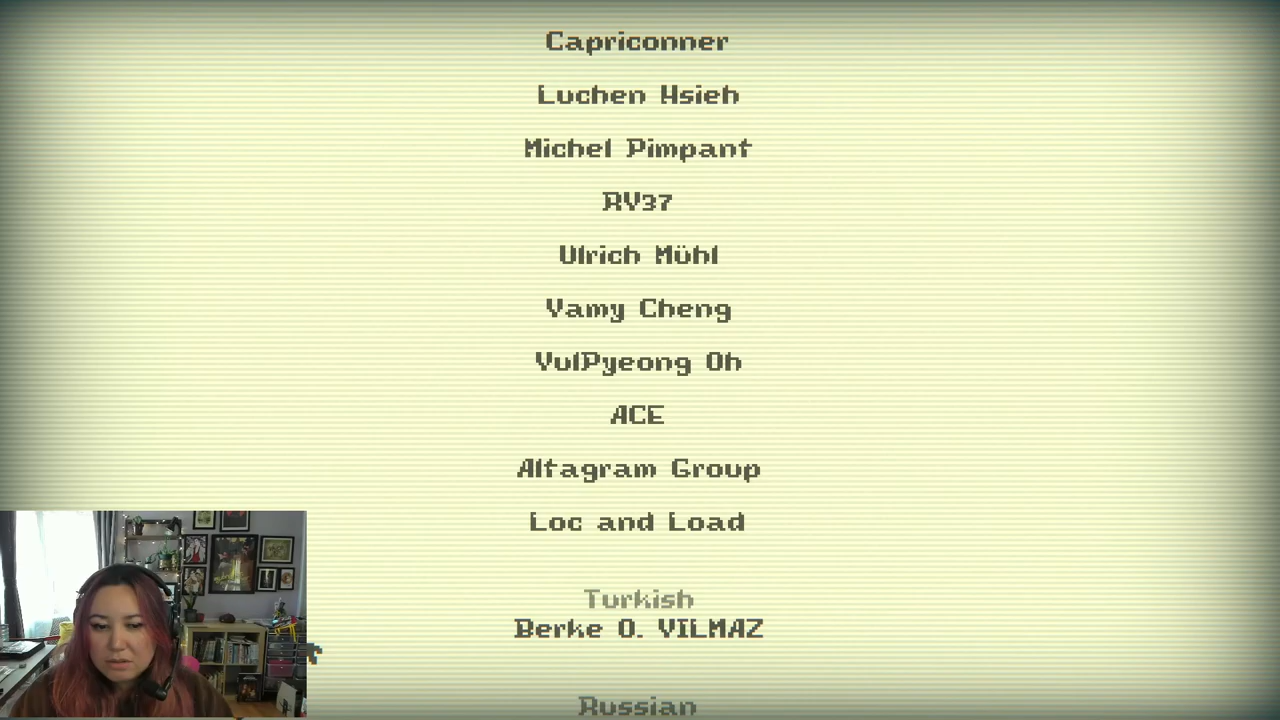 Capriconner
Luchen Hsieh
Michel Pimpant
RV37
Ulrich Mühl
Vamy Cheng
VulPyeong Oh
ACE
Altagram Group
Loc and Load
Turkish
Berke O. YILMAZ
Russian